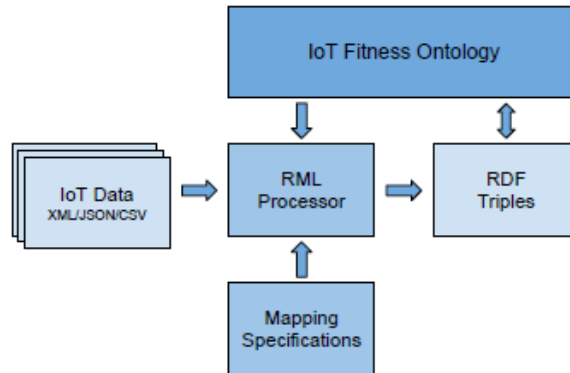 IoT Fitness Ontology
IoT Data
XML/JSON/CSV
RML
Processor
RDF
Triples
Mapping
Specifications